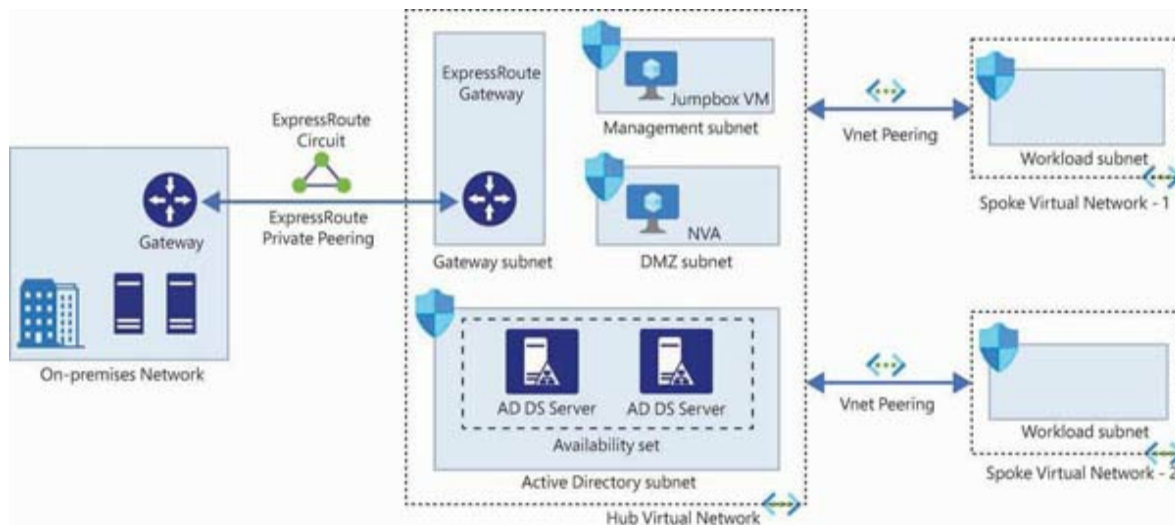 ExpressRoute
Circuit
ExpressRoute
Private Peering
Gateway
On-premises Network
ExpressRoute
Gateway
Gateway subnet
Jumpbox VM
Management subnet
NVA
DMZ subnet
AD DS Server
AD DS Server
Availability set
Active Directory subnet
Hub Virtual Network
Vnet Peering
Workload subnet
Spoke Virtual Network - 1
Vnet Peering
Workload subnet
Spoke Virtual Network - 2